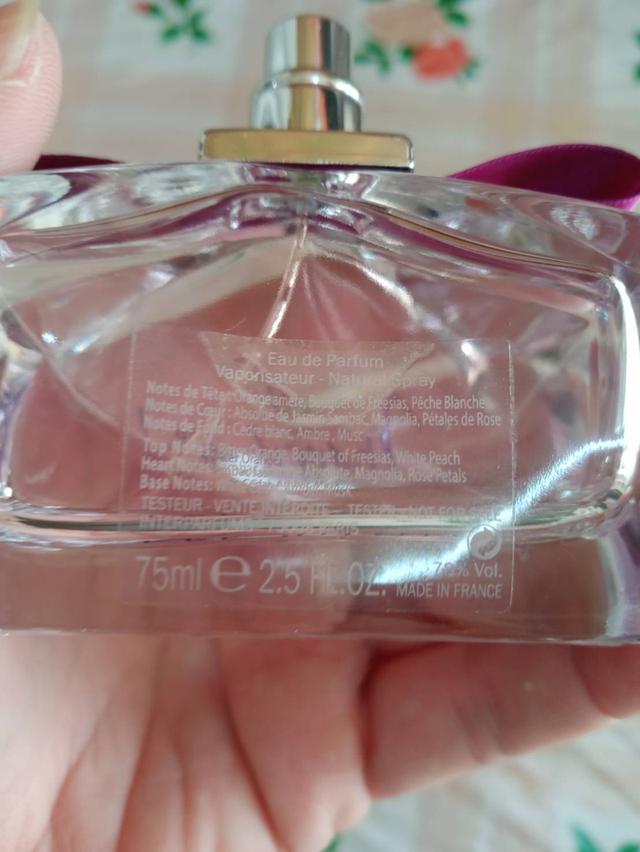 Eau de Parfum
Vaporisateur - Natural Spray
Notes de Tête : Orange amère, Bouquet de Freesias, Pêche Blanche
Notes de Cœur : Absolue de Jasmin Sambac, Magnolia, Pétales de Rose
Notes de Fond : Cèdre blanc, Ambre, Musc
Top Notes: Bitter Orange, Bouquet of Freesias, White Peach
Heart Notes: Absolute, Magnolia, Rose Petals
Base Notes:
TESTEUR - VENTE INTERDITE - TESTER - NOT FOR SALE
INTERPARFUMS PARIS
75ml ℮ 2.5 FL.OZ. Vol.
MADE IN FRANCE